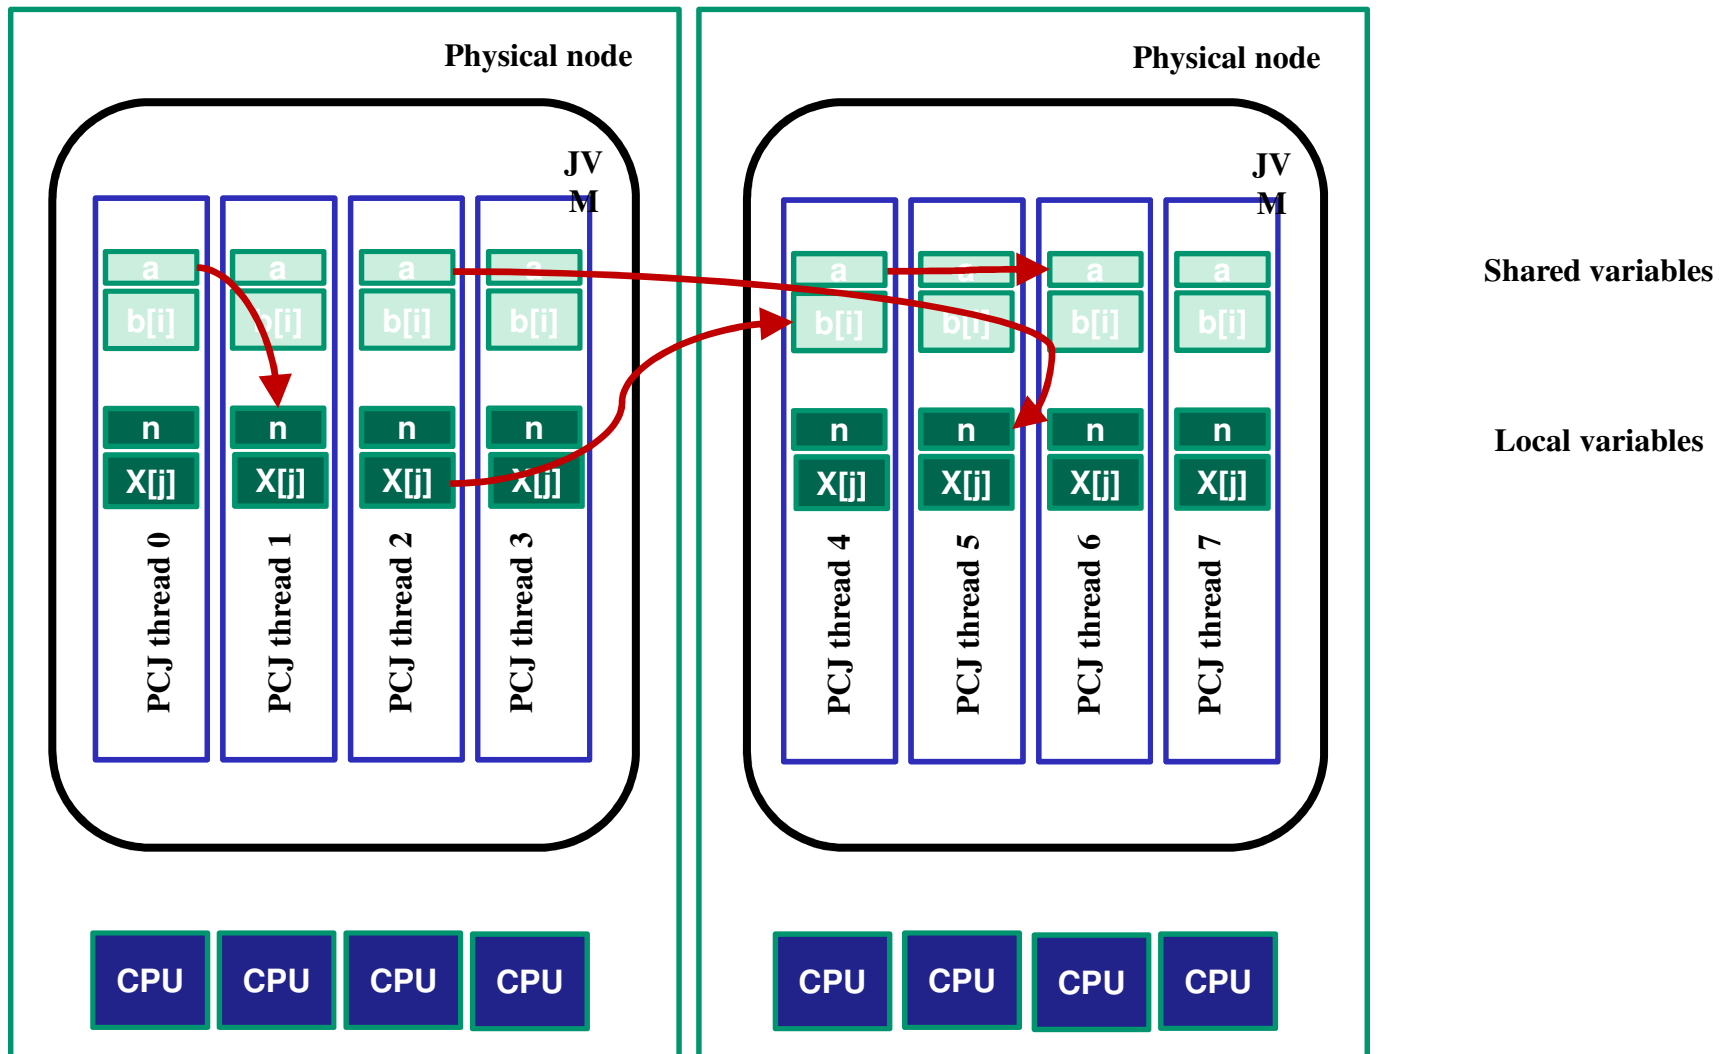 Physical node
Physical node
JV
M
JV
M
a a a a a a a a
b[i] b[i] b[i] b[i] b[i] b[i] b[i] b[i]
Shared variables
n n n n n n n n
X[j] X[j] X[j] X[j] X[j] X[j] X[j] X[j]
Local variables
PCJ thread 0
PCJ thread 1
PCJ thread 2
PCJ thread 3
PCJ thread 4
PCJ thread 5
PCJ thread 6
PCJ thread 7
CPU CPU CPU CPU CPU CPU CPU CPU